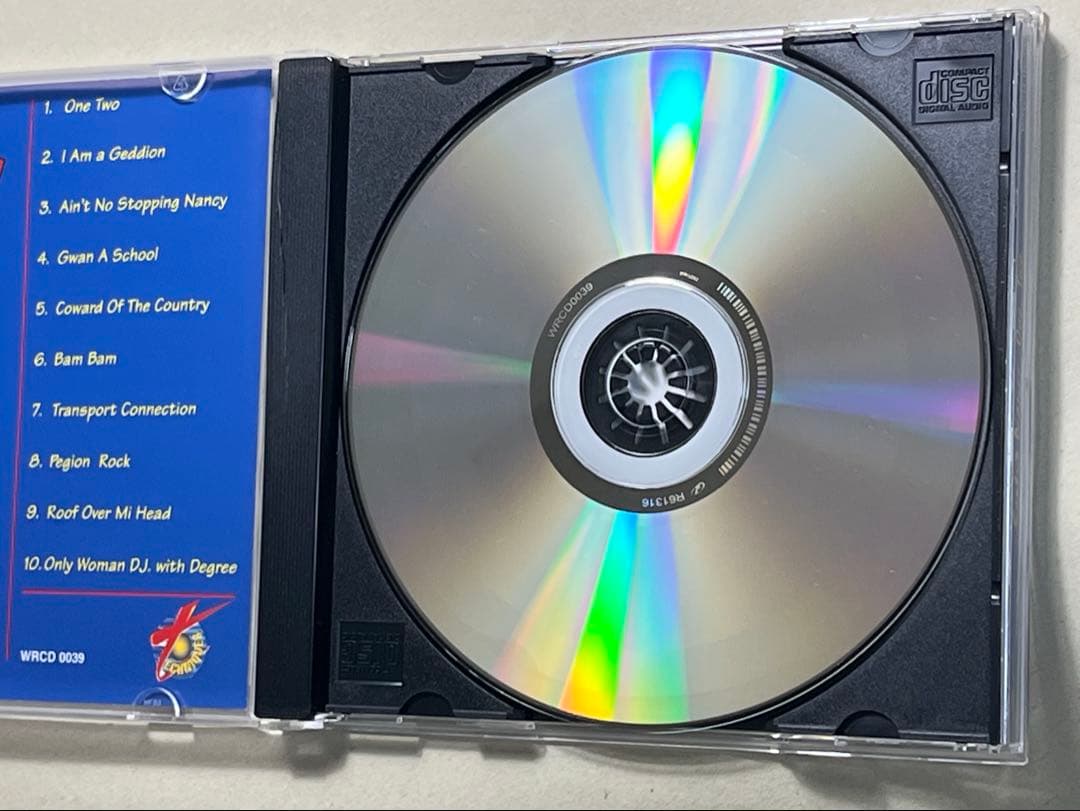 1. One Two
2. I Am a Geddion
3. Ain't No Stopping Nancy
4. Gwan A School
5. Coward Of The Country
6. Bam Bam
7. Transport Connection
8. Pegion Rock
9. Roof Over Mi Head
10. Only Woman DJ. with Degree
WRCD 0039
COMPACT
disc
DIGITAL AUDIO
WRCD0039
R61316